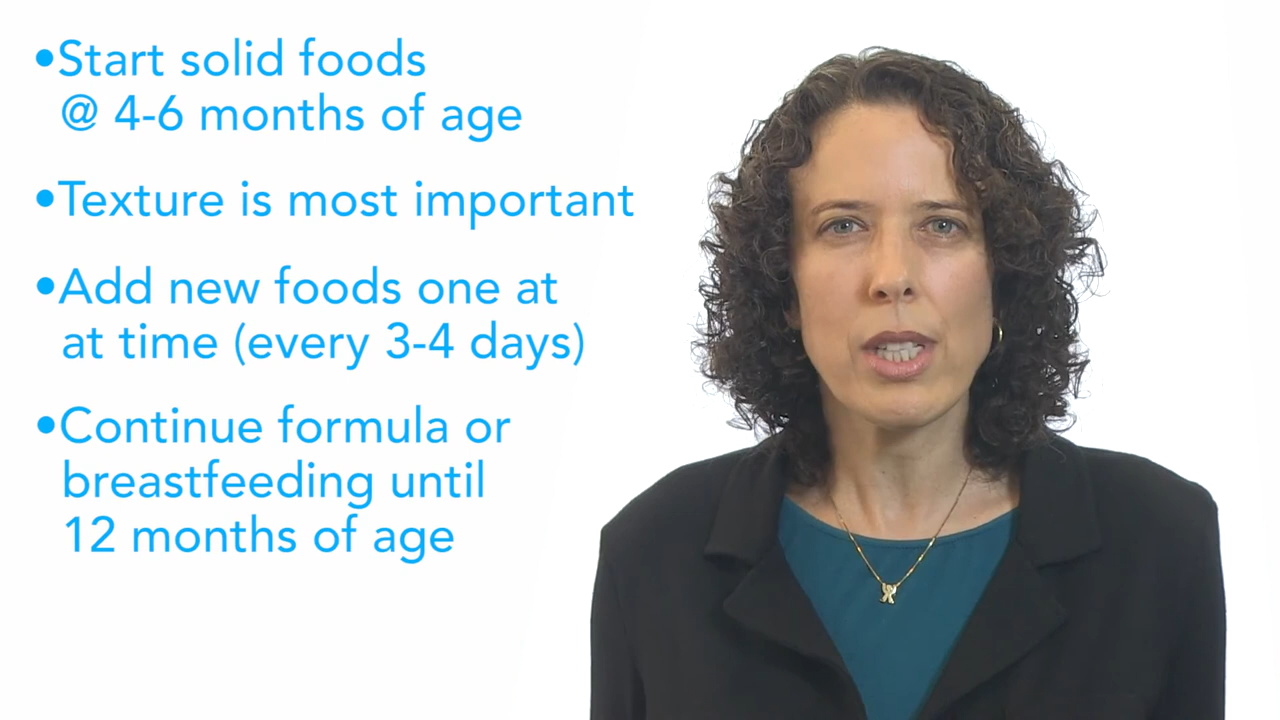 •Start solid foods
@ 4-6 months of age
•Texture is most important
•Add new foods one at
at time (every 3-4 days)
•Continue formula or
breastfeeding until
12 months of age